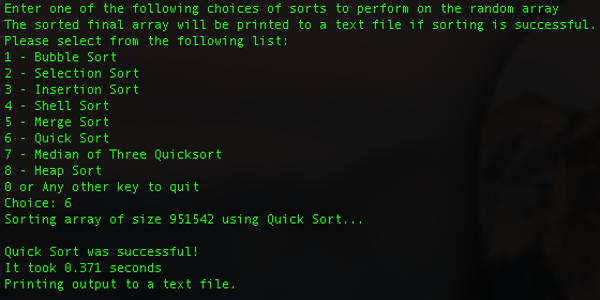 Enter one of the following choices of sorts to perform on the random array
The sorted final array will be printed to a text file if sorting is successful.
Please select from the following list:
1 - Bubble Sort
2 - Selection Sort
3 - Insertion Sort
4 - Shell Sort
5 - Merge Sort
6 - Quick Sort
7 - Median of Three Quicksort
8 - Heap Sort
0 or Any other key to quit
Choice: 6
Sorting array of size 951542 using Quick Sort...
Quick Sort was successful!
It took 0.371 seconds
Printing output to a text file.